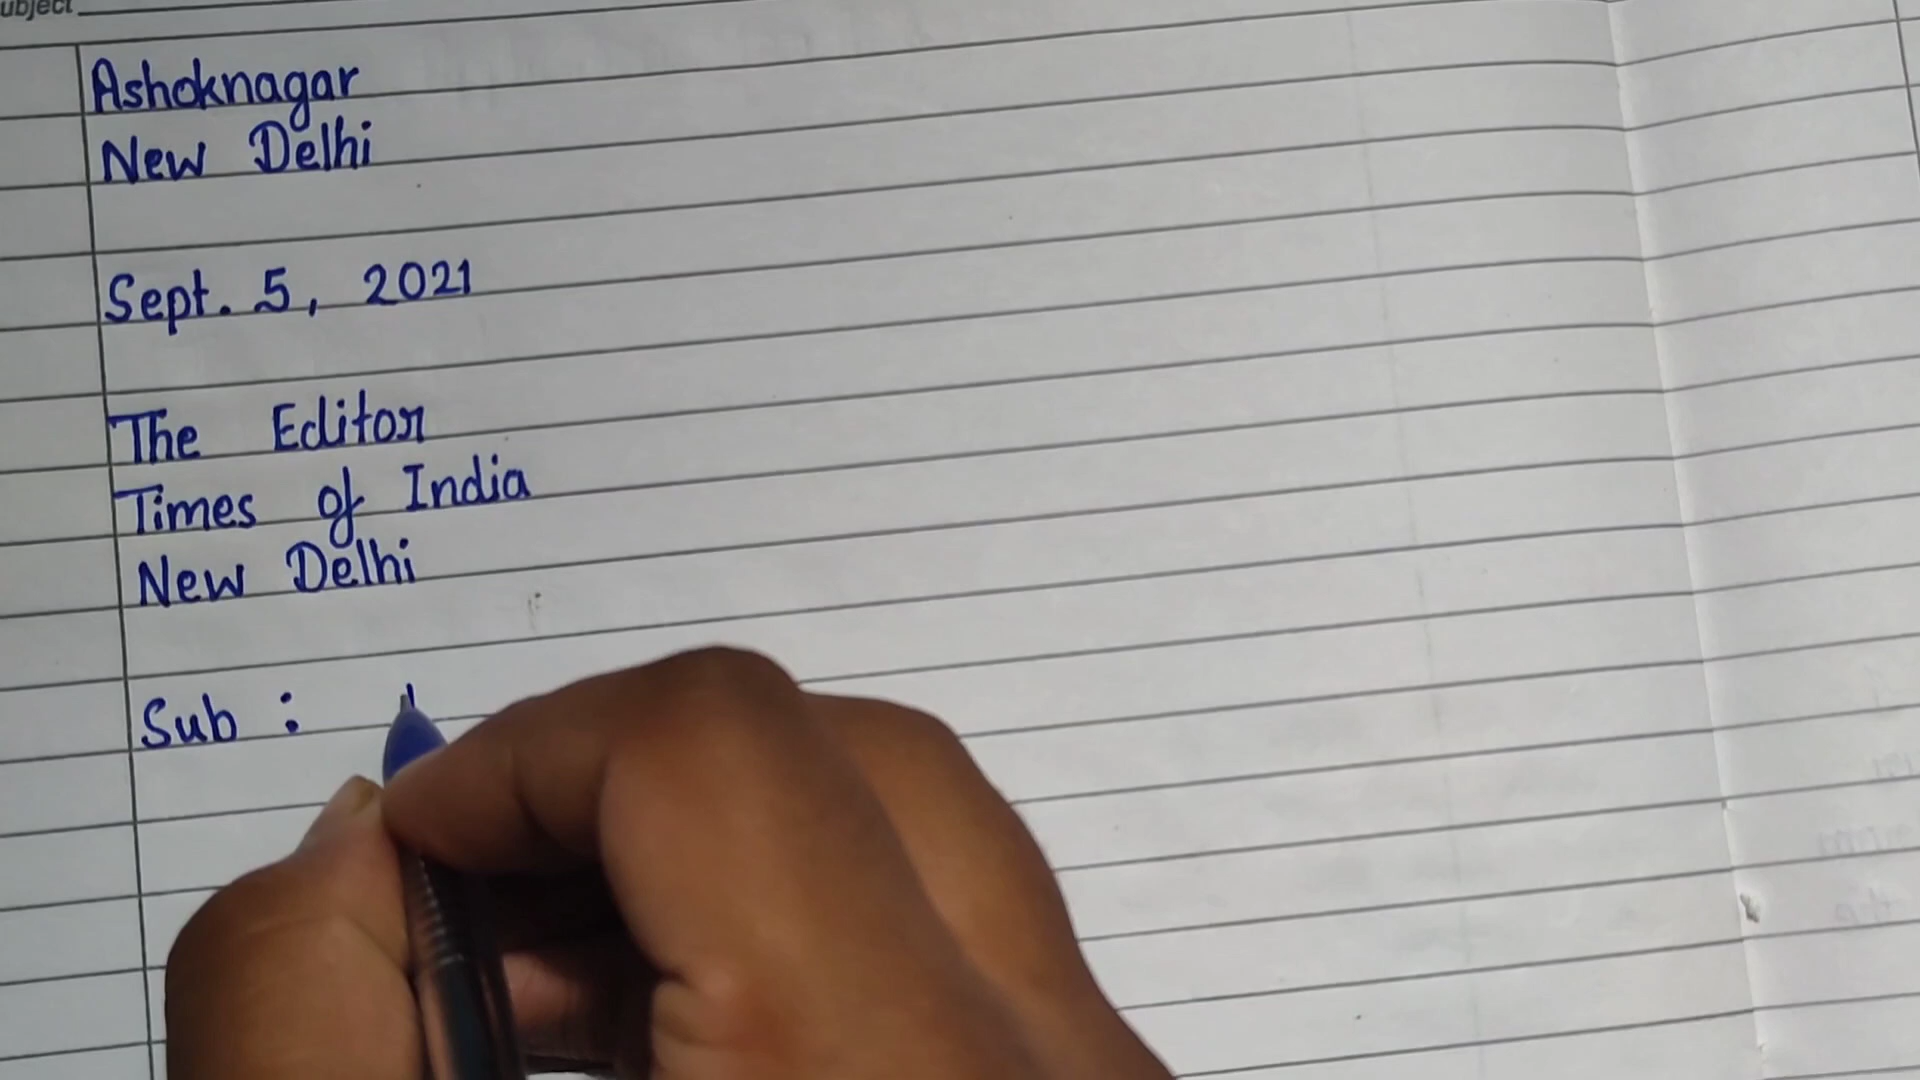 Ashoknagar
New Delhi
Sept. 5, 2021
The Editor
Times of India
New Delhi
Sub :